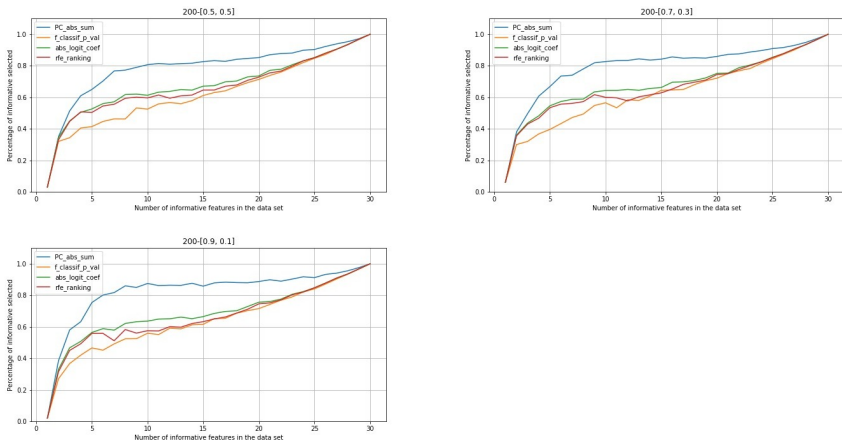 200-[0.5, 0.5]
PC_abs_sum
f_classif_p_val
abs_logit_coef
rfe_ranking
Percentage of informative selected
1.0
0.8
0.6
0.4
0.2
0.0
0 5 10 15 20 25 30
Number of informative features in the data set
200-[0.7, 0.3]
PC_abs_sum
f_classif_p_val
abs_logit_coef
rfe_ranking
Percentage of informative selected
1.0
0.8
0.6
0.4
0.2
0.0
0 5 10 15 20 25 30
Number of informative features in the data set
200-[0.9, 0.1]
PC_abs_sum
f_classif_p_val
abs_logit_coef
rfe_ranking
Percentage of informative selected
1.0
0.8
0.6
0.4
0.2
0.0
0 5 10 15 20 25 30
Number of informative features in the data set